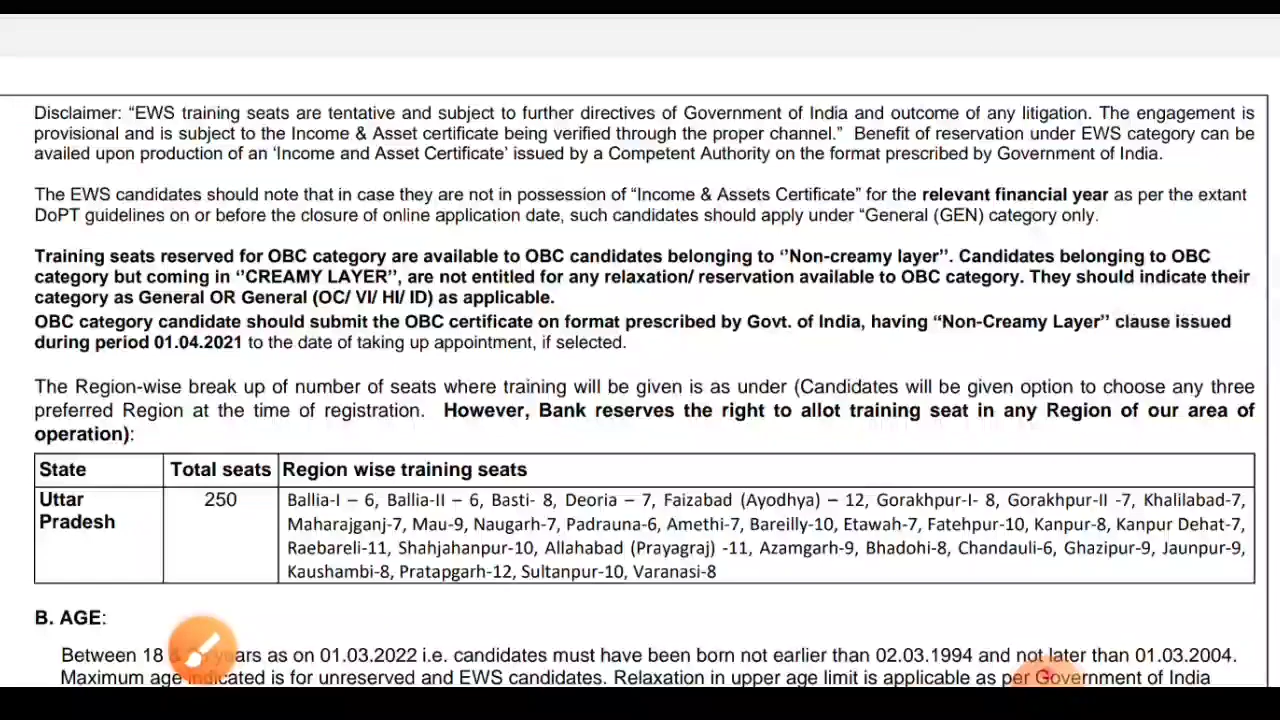 Disclaimer: “EWS training seats are tentative and subject to further directives of Government of India and outcome of any litigation. The engagement is
provisional and is subject to the Income & Asset certificate being verified through the proper channel.” Benefit of reservation under EWS category can be
availed upon production of an ‘Income and Asset Certificate’ issued by a Competent Authority on the format prescribed by Government of India.
The EWS candidates should note that in case they are not in possession of “Income & Assets Certificate” for the relevant financial year as per the extant
DoPT guidelines on or before the closure of online application date, such candidates should apply under “General (GEN) category only.
Training seats reserved for OBC category are available to OBC candidates belonging to ‘’Non-creamy layer’’. Candidates belonging to OBC
category but coming in ‘’CREAMY LAYER’’, are not entitled for any relaxation/ reservation available to OBC category. They should indicate their
category as General OR General (OC/ VI/ HI/ ID) as applicable.
OBC category candidate should submit the OBC certificate on format prescribed by Govt. of India, having “Non-Creamy Layer’’ clause issued
during period 01.04.2021 to the date of taking up appointment, if selected.
The Region-wise break up of number of seats where training will be given is as under (Candidates will be given option to choose any three
preferred Region at the time of registration. However, Bank reserves the right to allot training seat in any Region of our area of
operation):
State Total seats Region wise training seats
Uttar 250 Ballia-I – 6, Ballia-II – 6, Basti- 8, Deoria – 7, Faizabad (Ayodhya) – 12, Gorakhpur-I- 8, Gorakhpur-II -7, Khalilabad-7,
Pradesh Maharajganj-7, Mau-9, Naugarh-7, Padrauna-6, Amethi-7, Bareilly-10, Etawah-7, Fatehpur-10, Kanpur-8, Kanpur Dehat-7,
Raebareli-11, Shahjahanpur-10, Allahabad (Prayagraj) -11, Azamgarh-9, Bhadohi-8, Chandauli-6, Ghazipur-9, Jaunpur-9,
Kaushambi-8, Pratapgarh-12, Sultanpur-10, Varanasi-8
B. AGE:
Between 18 as on 01.03.2022 i.e. candidates must have been born not earlier than 02.03.1994 and not later than 01.03.2004.
Maximum age indicated is for unreserved and EWS candidates. Relaxation in upper age limit is applicable as per Government of India